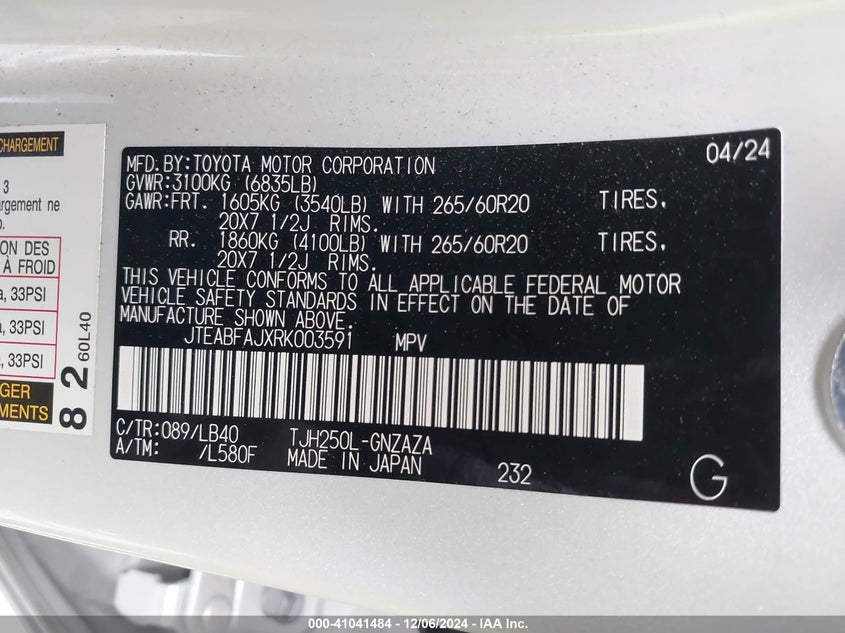 CHARGEMENT
3
argement ne
o.
ION DES
À FROID
a, 33PSI
a, 33PSI
a, 33PSI
GER
EMENTS
8 2 60L40
04/24
MFD.BY:TOYOTA MOTOR CORPORATION
GVWR:3100KG (6835LB)
GAWR:FRT. 1605KG (3540LB) WITH 265/60R20 TIRES,
20X7 1/2J RIMS.
RR. 1860KG (4100LB) WITH 265/60R20 TIRES,
20X7 1/2J RIMS.
THIS VEHICLE CONFORMS TO ALL APPLICABLE FEDERAL MOTOR
VEHICLE SAFETY STANDARDS IN EFFECT ON THE DATE OF
MANUFACTURE SHOWN ABOVE.
JTEABFAJXRK003591 MPV
C/TR:089/LB40 TJH250L-GNZAZA
A/TM: /L580F MADE IN JAPAN 232
G
000-41041484 - 12/06/2024 - IAA Inc.